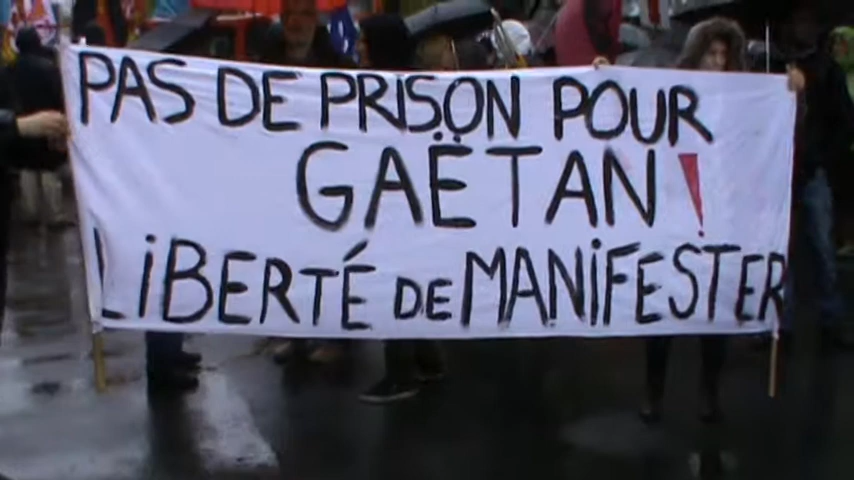 PAS DE PRISON POUR
GAËTAN !
LiBERTÉ DE MANiFESTER